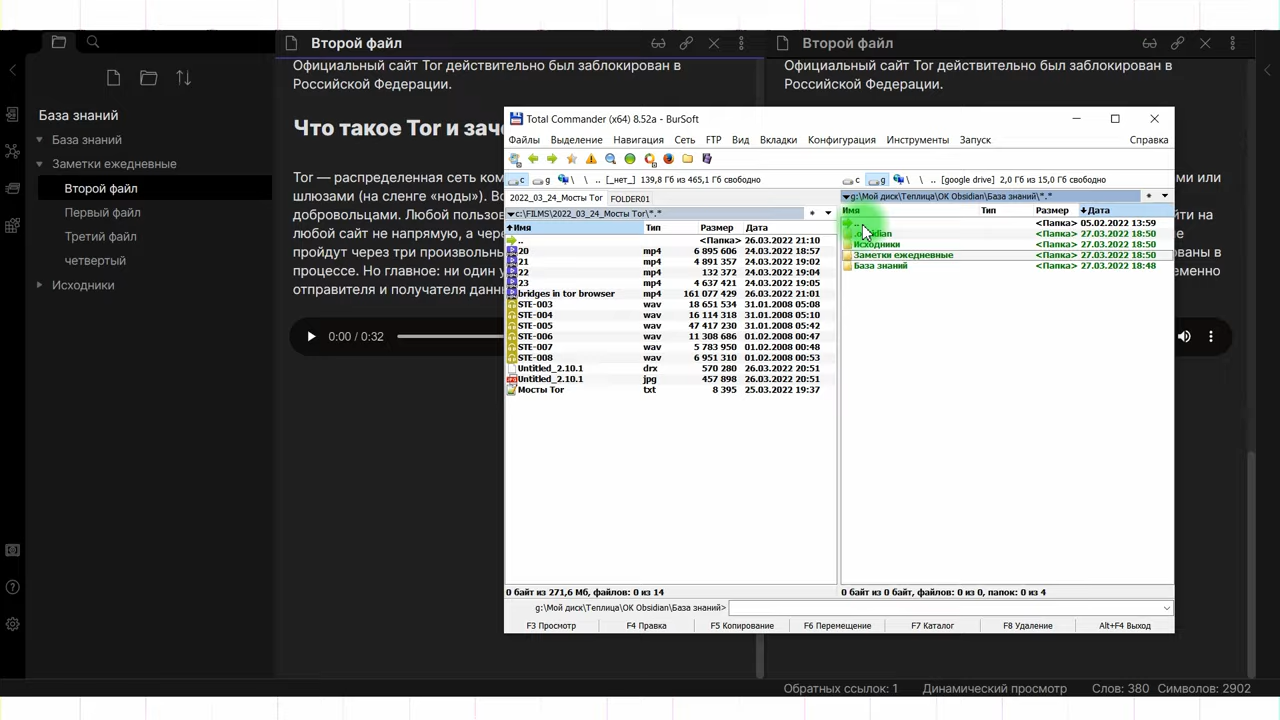 Второй файл
Второй файл
Официальный сайт Tor действительно был заблокирован в
Российской Федерации.
Официальный сайт Tor действительно был заблокирован в
Российской Федерации.
База знаний
База знаний
Заметки ежедневные
Второй файл
Первый файл
Третий файл
четвертый
Исходники
Что такое Tor и заче
Tor — распределенная сеть ком
шлюзами (на сленге «ноды»). Во
добровольцами. Любой пользов
любой сайт не напрямую, а чере
пройдут через три произвольны
процессе. Но главное: ни один у
отправителя и получателя данн
ми или
йти на
ованы в
еменно
0:00 / 0:32
Total Commander (x64) 8.52a - BurSoft
Файлы Выделение Навигация Сеть FTP Вид Вкладки Конфигурация Инструменты Запуск Справка
c g \ .. [_нет_] 139,8 Гб из 465,1 Гб свободно
c g \ .. [google drive] 2,0 Гб из 15,0 Гб свободно
2022_03_24_Мосты Tor FOLDER01
c:\FILMS\2022_03_24_Мосты Tor\*.* * 
Имя Тип Размер Дата
.. <Папка> 26.03.2022 21:10
20 mp4 6 895 606 24.03.2022 18:57
21 mp4 4 891 357 24.03.2022 19:02
22 mp4 132 372 24.03.2022 19:04
23 mp4 4 637 421 24.03.2022 19:05
bridges in tor browser mp4 161 077 429 26.03.2022 21:01
STE-003 wav 18 651 534 31.01.2008 05:08
STE-004 wav 16 114 318 31.01.2008 05:10
STE-005 wav 47 417 230 31.01.2008 05:42
STE-006 wav 11 308 686 01.02.2008 00:47
STE-007 wav 5 783 950 01.02.2008 00:48
STE-008 wav 6 951 310 01.02.2008 00:53
Untitled_2.10.1 drx 570 280 26.03.2022 20:51
Untitled_2.10.1 jpg 457 898 26.03.2022 20:51
Мосты Tor txt 8 395 25.03.2022 19:37
0 байт из 271,6 Мб, файлов: 0 из 14
g:\Мой диск\Теплица\OK Obsidian\База знаний\*.* *
Имя Тип Размер Дата
.. <Папка> 05.02.2022 13:59
<Папка> 27.03.2022 18:50
Исходники <Папка> 27.03.2022 18:50
Заметки ежедневные <Папка> 27.03.2022 18:50
База знаний <Папка> 27.03.2022 18:48
0 байт из 0 байт, файлов: 0 из 0, папок: 0 из 4
g:\Мой диск\Теплица\OK Obsidian\База знаний>
F3 Просмотр F4 Правка F5 Копирование F6 Перемещение F7 Каталог F8 Удаление Alt+F4 Выход
Обратных ссылок: 1 Динамический просмотр Слов: 380 Символов: 2902